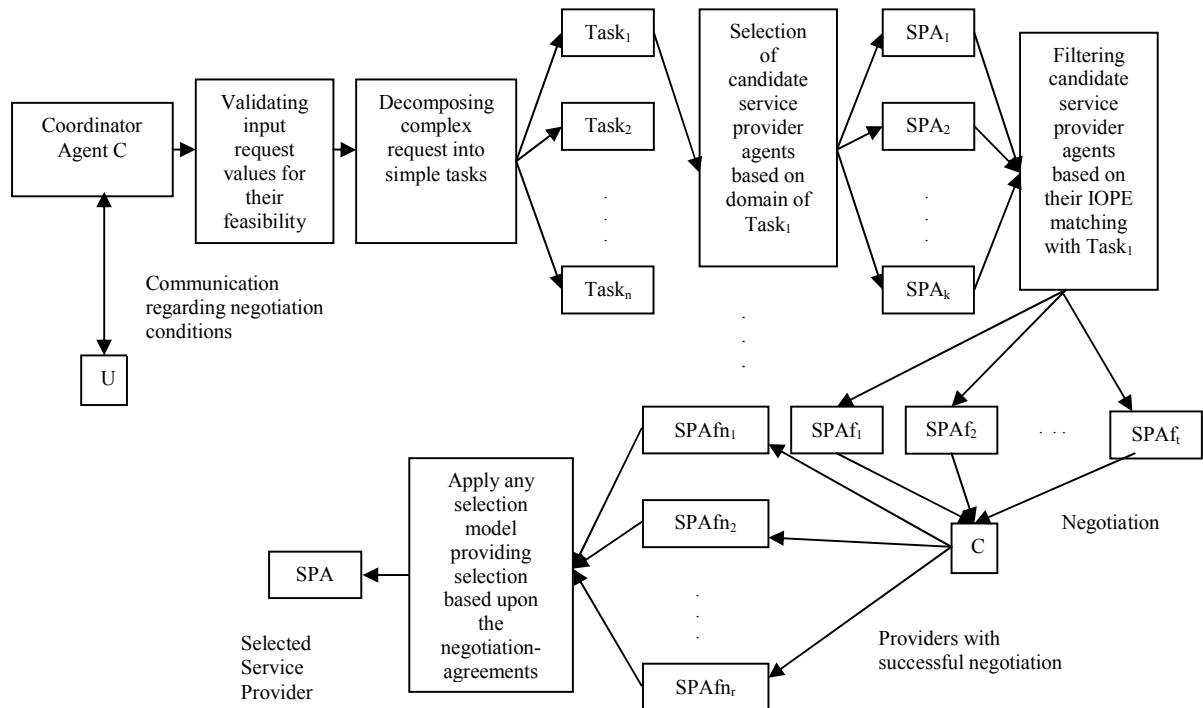 Coordinator
Agent C
Validating
input
request
values for
their
feasibility
Decomposing
complex
request into
simple tasks
Task₁
Task₂
. . .
Taskₙ
Selection
of
candidate
service
provider
agents
based on
domain of
Task₁
. . .
SPA₁
SPA₂
. . .
SPAₖ
Filtering
candidate
service
provider
agents
based on
their IOPE
matching
with Task₁
Communication
regarding negotiation
conditions
U
SPAf₁
SPAf₂
. . .
SPAfₜ
Negotiation
C
Providers with
successful negotiation
SPAfn₁
SPAfn₂
. . .
SPAfnᵣ
Apply any
selection
model
providing
selection
based upon
the
negotiation-
agreements
SPA
Selected
Service
Provider